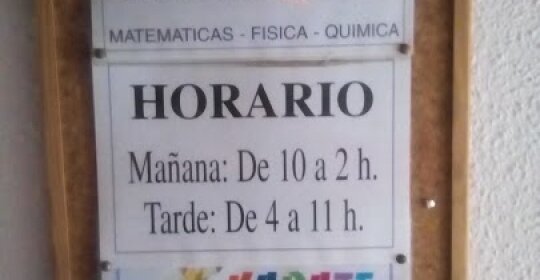 MATEMATICAS - FISICA - QUIMICA
HORARIO
Mañana: De 10 a 2 h.
Tarde: De 4 a 11 h.